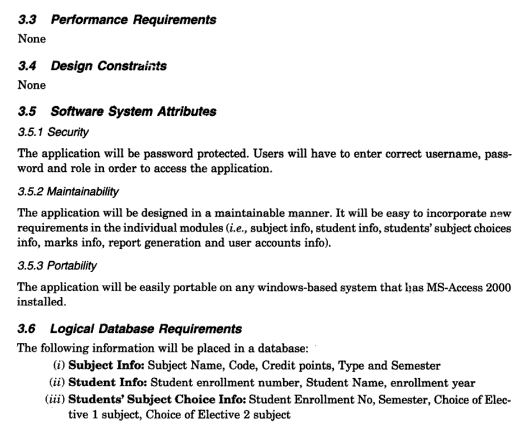 3.3 Performance Requirements
None
3.4 Design Constraints
None
3.5 Software System Attributes
3.5.1 Security
The application will be password protected. Users will have to enter correct username, pass-
word and role in order to access the application.
3.5.2 Maintainability
The application will be designed in a maintainable manner. It will be easy to incorporate new
requirements in the individual modules (i.e., subject info, student info, students' subject choices
info, marks info, report generation and user accounts info).
3.5.3 Portability
The application will be easily portable on any windows-based system that has MS-Access 2000
installed.
3.6 Logical Database Requirements
The following information will be placed in a database:
(i) Subject Info: Subject Name, Code, Credit points, Type and Semester
(ii) Student Info: Student enrollment number, Student Name, enrollment year
(iii) Students' Subject Choice Info: Student Enrollment No, Semester, Choice of Elec-
tive 1 subject, Choice of Elective 2 subject